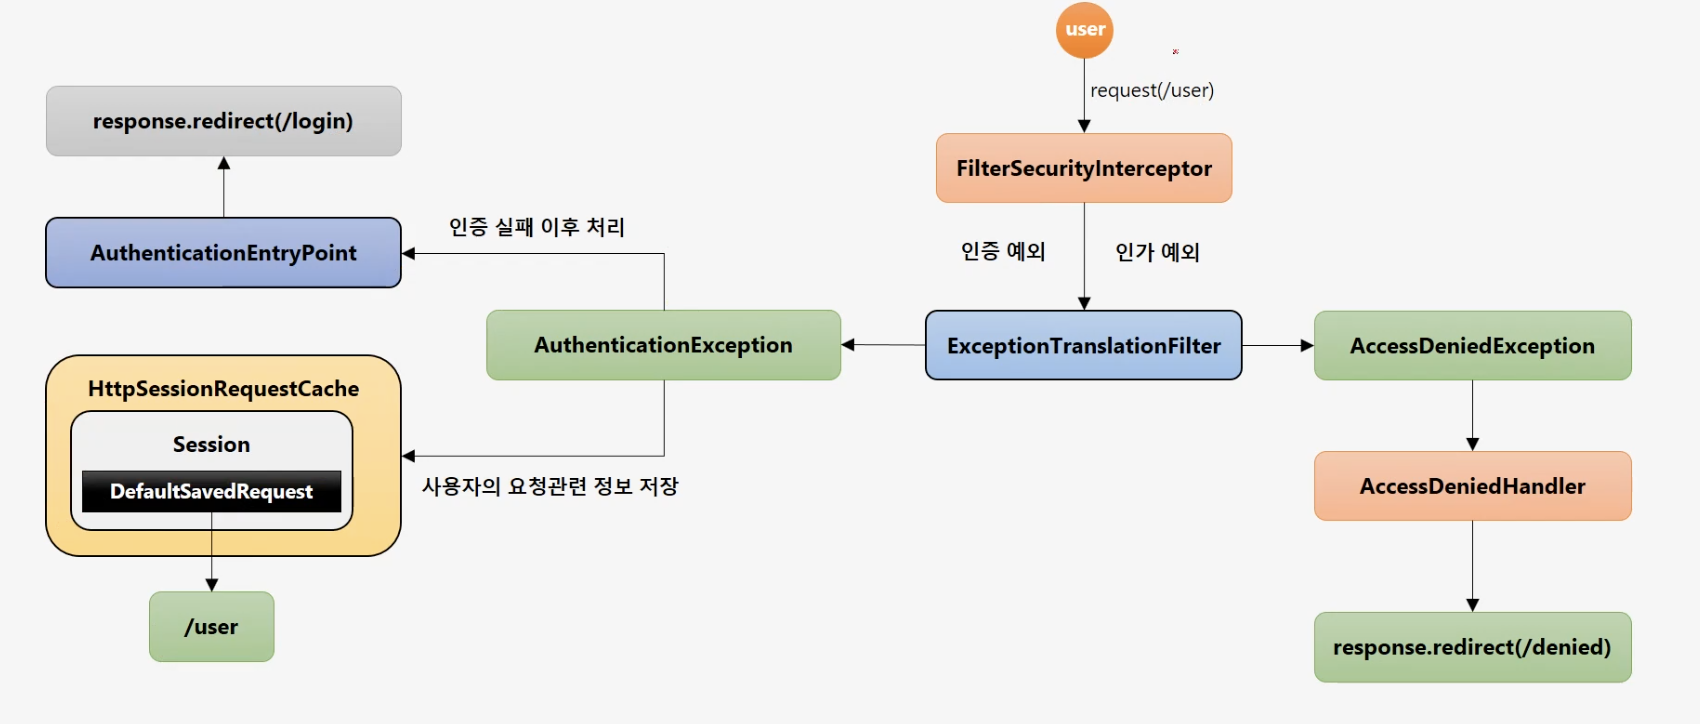 user
request(/user)
response.redirect(/login)
FilterSecurityInterceptor
인증 실패 이후 처리
AuthenticationEntryPoint
인증 예외
인가 예외
AuthenticationException
ExceptionTranslationFilter
AccessDeniedException
HttpSessionRequestCache
Session
DefaultSavedRequest
사용자의 요청관련 정보 저장
AccessDeniedHandler
/user
response.redirect(/denied)